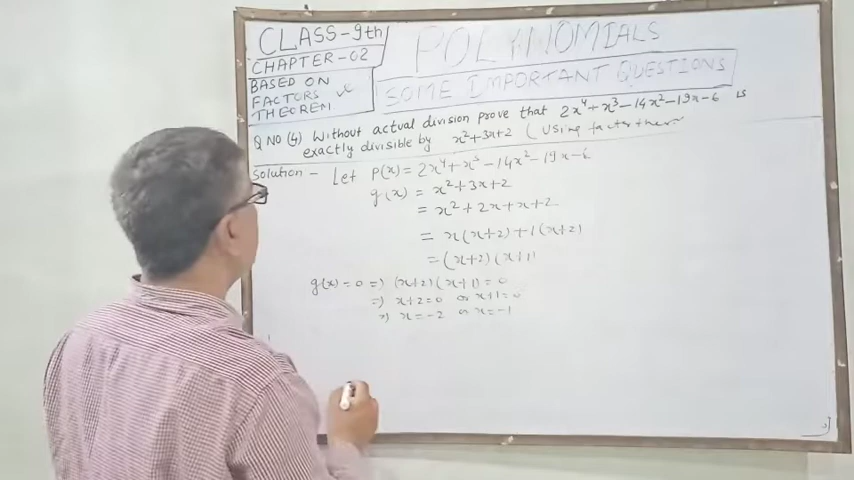 CLASS-9th
CHAPTER-02
BASED ON
FACTORS
THEOREM
POLYNOMIALS
SOME IMPORTANT QUESTIONS
Q NO (4) Without actual division prove that 2x⁴+x³-14x²-19x-6 is
exactly divisible by x²+3x+2 (Using factor
Solution - Let p(x) = 2x⁴+x³-14x²-19x-6
g(x) = x²+3x+2
= x²+2x+x+2
= x(x+2)+1(x+2)
= (x+2)(x+1)
g(x)=0 => (x+2)(x+1)=0
=> x+2=0 or x+1=0
=> x=-2 or x=-1